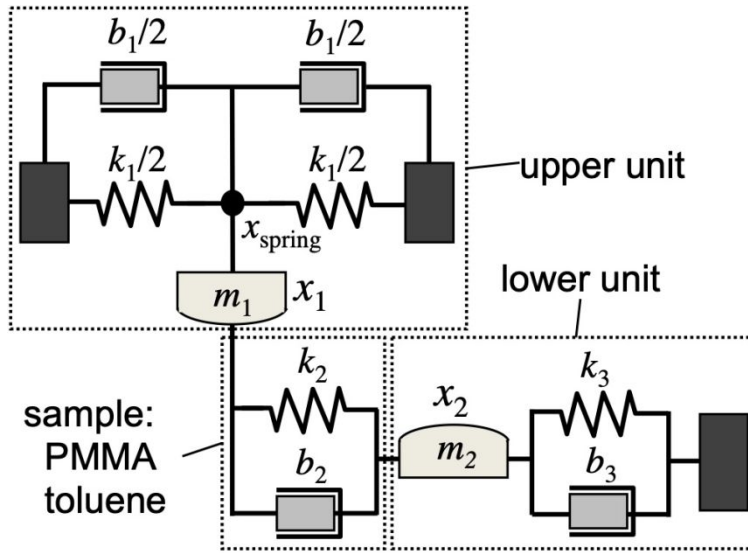 b₁/2 b₁/2
k₁/2 k₁/2
upper unit
x_spring
m₁ x₁
lower unit
k₂ k₃
sample: x₂
PMMA m₂
toluene b₂ b₃